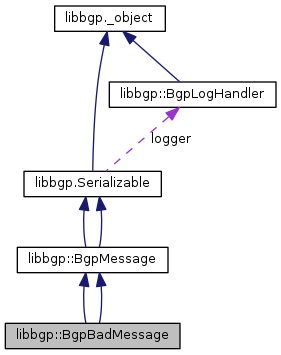 libbgp._object
libbgp::BgpLogHandler
logger
libbgp.Serializable
libbgp::BgpMessage
libbgp::BgpBadMessage